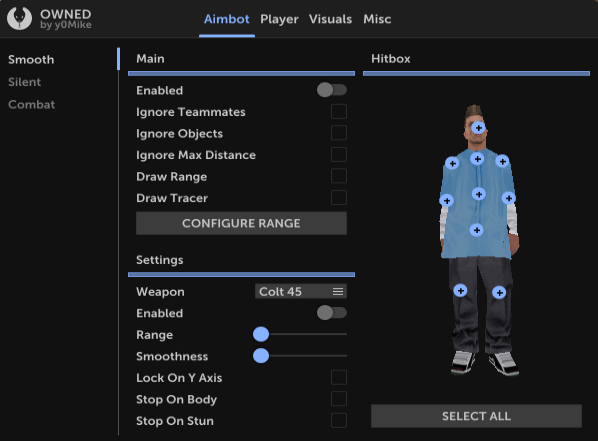 OWNED
by y0Mike
Aimbot Player Visuals Misc
Smooth
Silent
Combat
Main
Enabled
Ignore Teammates
Ignore Objects
Ignore Max Distance
Draw Range
Draw Tracer
CONFIGURE RANGE
Settings
Weapon Colt 45
Enabled
Range
Smoothness
Lock On Y Axis
Stop On Body
Stop On Stun
Hitbox
SELECT ALL